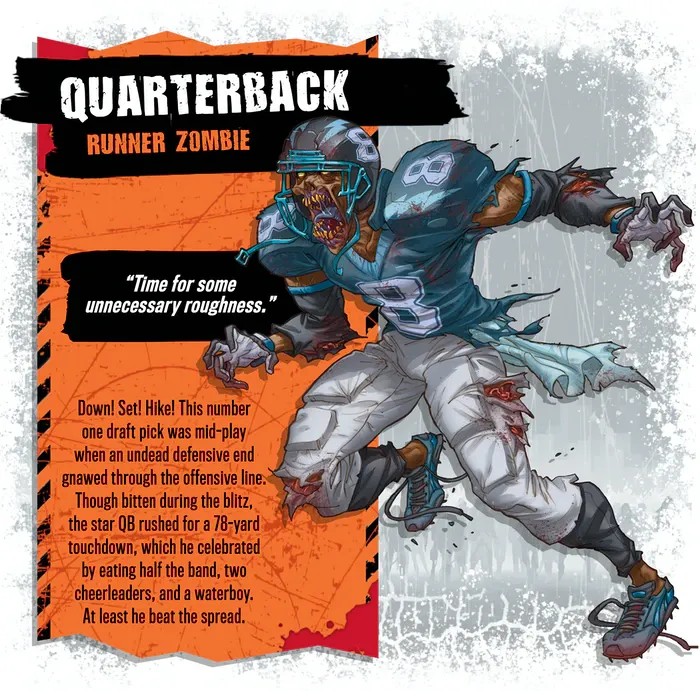 QUARTERBACK
RUNNER ZOMBIE
8
8
8
“Time for some
unnecessary roughness.”
Down! Set! Hike! This number
one draft pick was mid-play
when an undead defensive end
gnawed through the offensive line.
Though bitten during the blitz,
the star QB rushed for a 78-yard
touchdown, which he celebrated
by eating half the band, two
cheerleaders, and a waterboy.
At least he beat the spread.